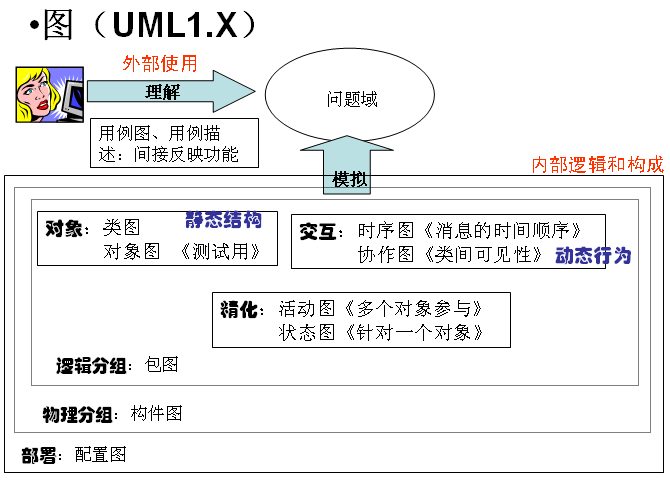 •图（UML1.X）
外部使用
理解
问题域
用例图、用例描
述：间接反映功能
模拟
内部逻辑和构成
对象：类图
静态结构
对象图 《测试用》
交互：时序图《消息的时间顺序》
协作图《类间可见性》
动态行为
精化：活动图《多个对象参与》
状态图《针对一个对象》
逻辑分组：包图
物理分组：构件图
部署：配置图